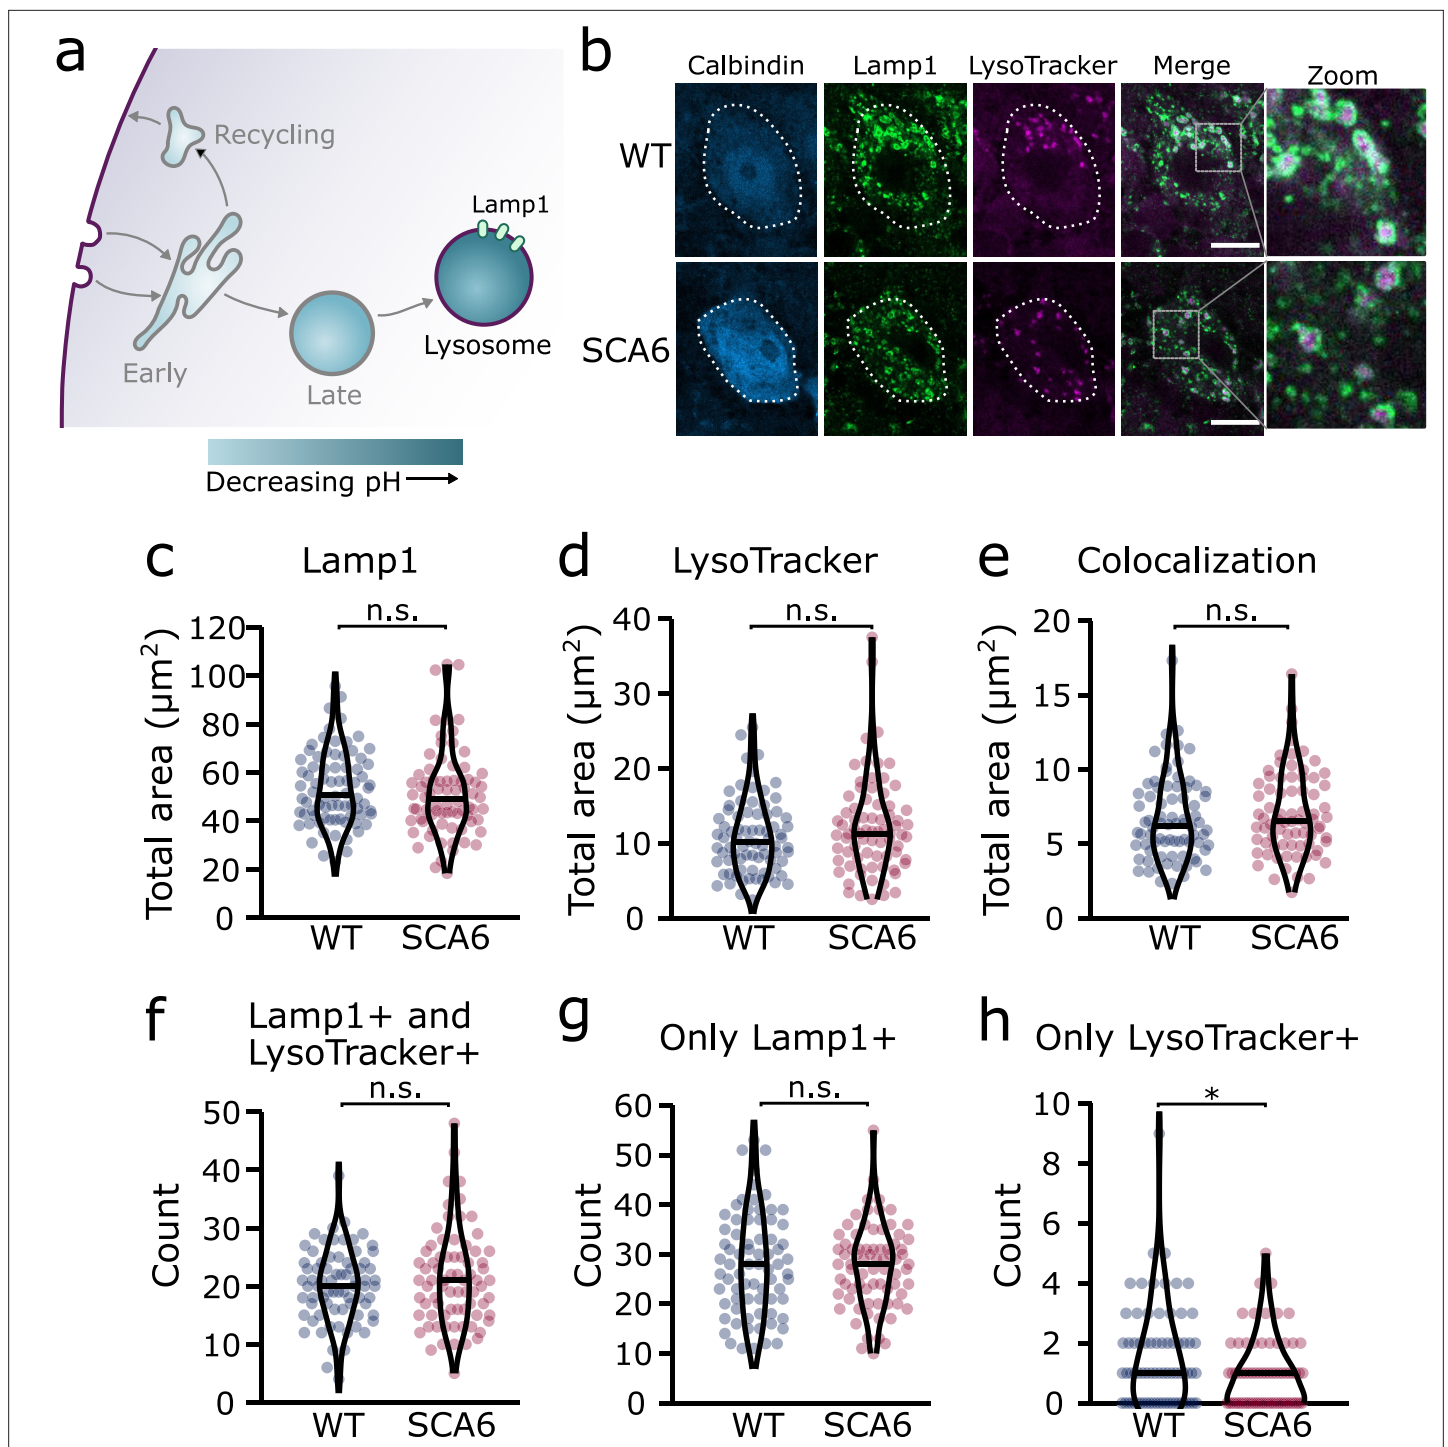 a
Recycling
Lamp1
Lysosome
Early
Late
Decreasing pH
b
Calbindin Lamp1 LysoTracker Merge Zoom
WT
SCA6
c Lamp1
n.s.
Total area (µm²)
120
100
80
60
40
20
0
WT SCA6
d LysoTracker
n.s.
Total area (µm²)
40
30
20
10
0
WT SCA6
e Colocalization
n.s.
Total area (µm²)
20
15
10
5
0
WT SCA6
f Lamp1+ and
LysoTracker+
n.s.
Count
50
40
30
20
10
0
WT SCA6
g Only Lamp1+
n.s.
Count
60
50
40
30
20
10
0
WT SCA6
h Only LysoTracker+
*
Count
10
8
6
4
2
0
WT SCA6